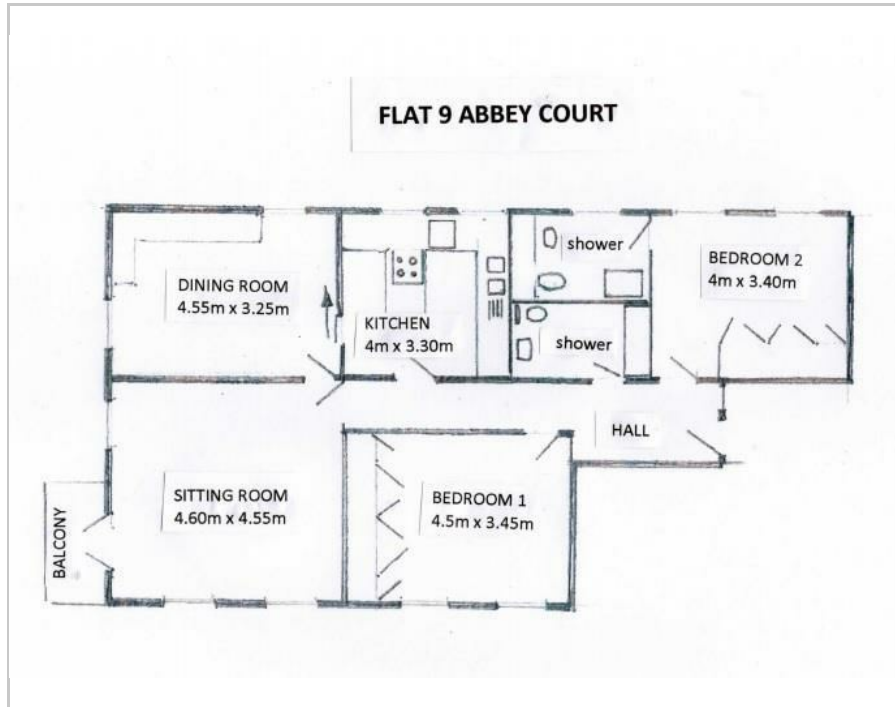 FLAT 9 ABBEY COURT
DINING ROOM
4.55m x 3.25m
KITCHEN
4m x 3.30m
shower
shower
BEDROOM 2
4m x 3.40m
HALL
SITTING ROOM
4.60m x 4.55m
BEDROOM 1
4.5m x 3.45m
BALCONY